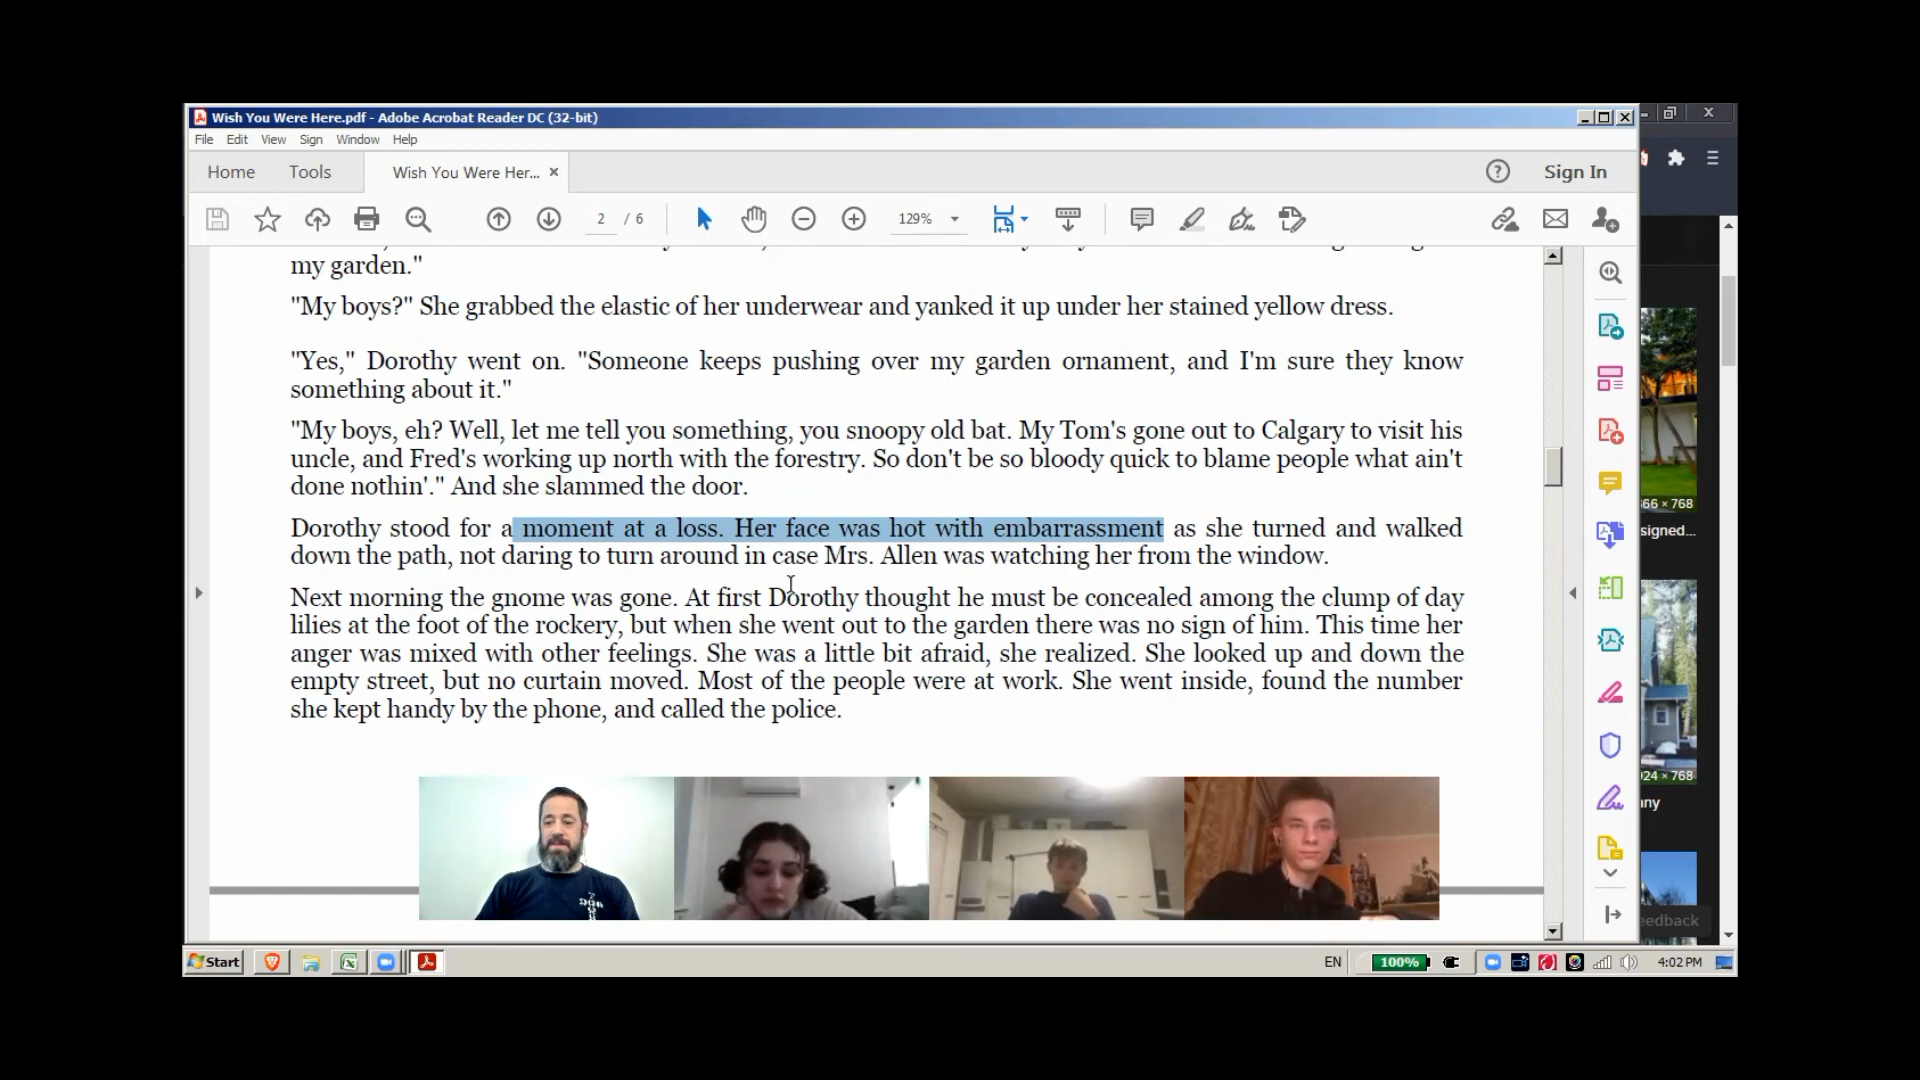 Wish You Were Here.pdf - Adobe Acrobat Reader DC (32-bit)
File Edit View Sign Window Help
Home Tools Wish You Were Her... Sign In
2 / 6 129%
my garden."
"My boys?" She grabbed the elastic of her underwear and yanked it up under her stained yellow dress.
"Yes," Dorothy went on. "Someone keeps pushing over my garden ornament, and I'm sure they know
something about it."
"My boys, eh? Well, let me tell you something, you snoopy old bat. My Tom's gone out to Calgary to visit his
uncle, and Fred's working up north with the forestry. So don't be so bloody quick to blame people what ain't
done nothin'." And she slammed the door.
Dorothy stood for a moment at a loss. Her face was hot with embarrassment as she turned and walked
down the path, not daring to turn around in case Mrs. Allen was watching her from the window.
Next morning the gnome was gone. At first Dorothy thought he must be concealed among the clump of day
lilies at the foot of the rockery, but when she went out to the garden there was no sign of him. This time her
anger was mixed with other feelings. She was a little bit afraid, she realized. She looked up and down the
empty street, but no curtain moved. Most of the people were at work. She went inside, found the number
she kept handy by the phone, and called the police.
66 × 768
signed...
24 × 768
ny
eedback
Start EN 100% 4:02 PM